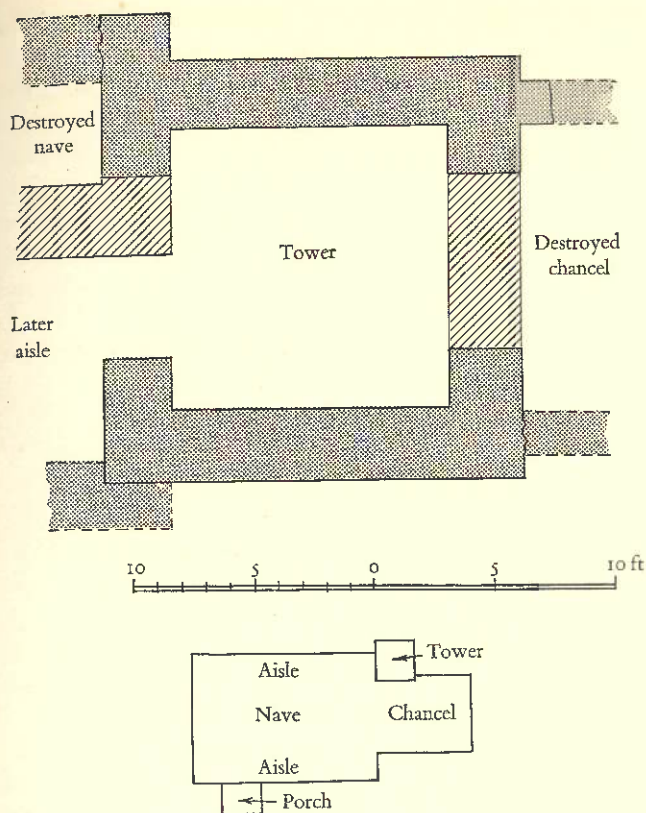 Destroyed
nave
Tower
Destroyed
chancel
Later
aisle
10 5 0 5 10 ft
Aisle
Tower
Nave
Chancel
Aisle
Porch